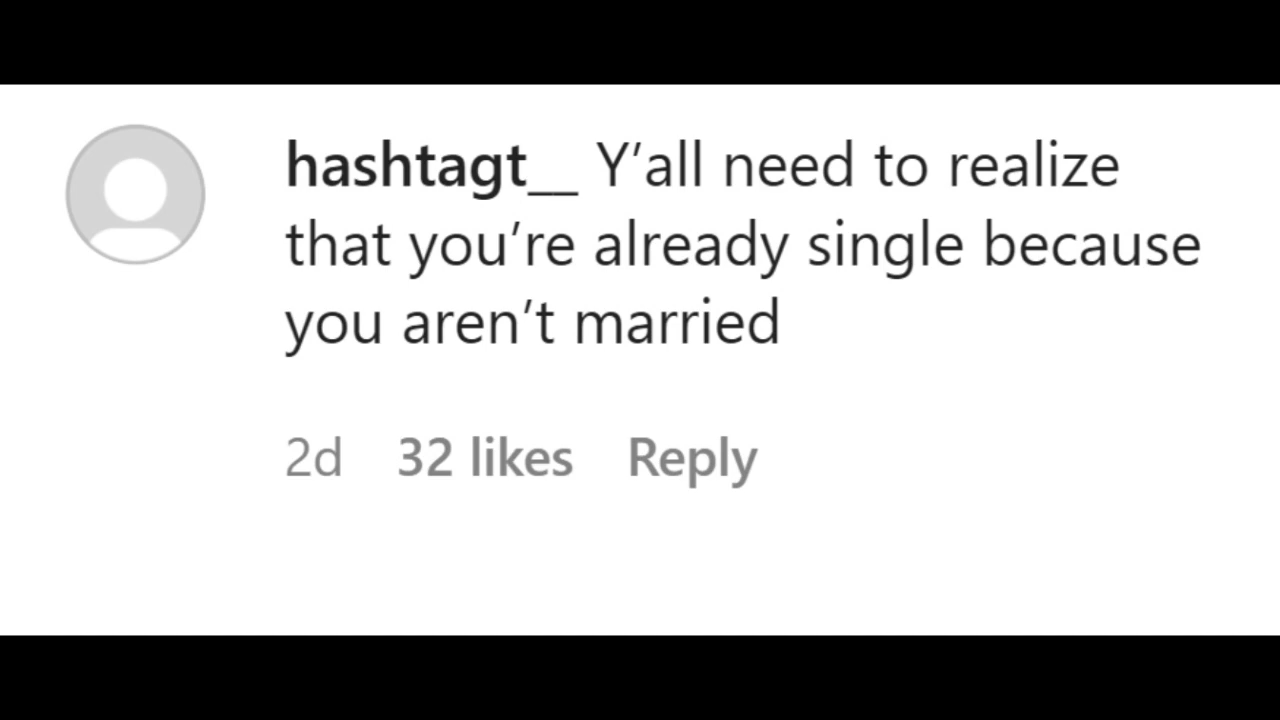 hashtagt__ Y’all need to realize
that you’re already single because
you aren’t married
2d 32 likes Reply